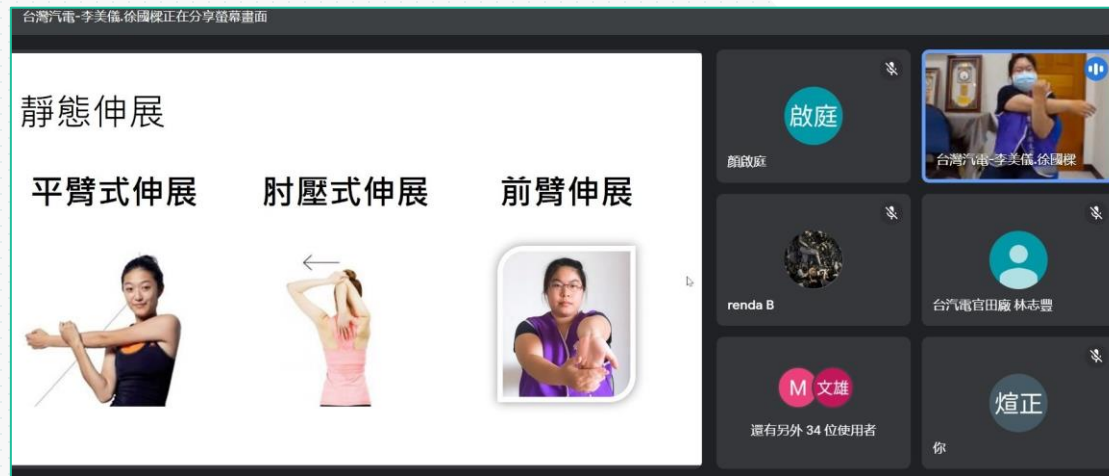 台灣汽電-李美儀.徐國樑正在分享螢幕畫面
靜態伸展
平臂式伸展
肘壓式伸展
前臂伸展
啟庭
顏啟庭
台灣汽電-李美儀.徐國樑
renda B
台汽電官田廠 林志豐
M 文雄
還有另外 34 位使用者
煊正
你